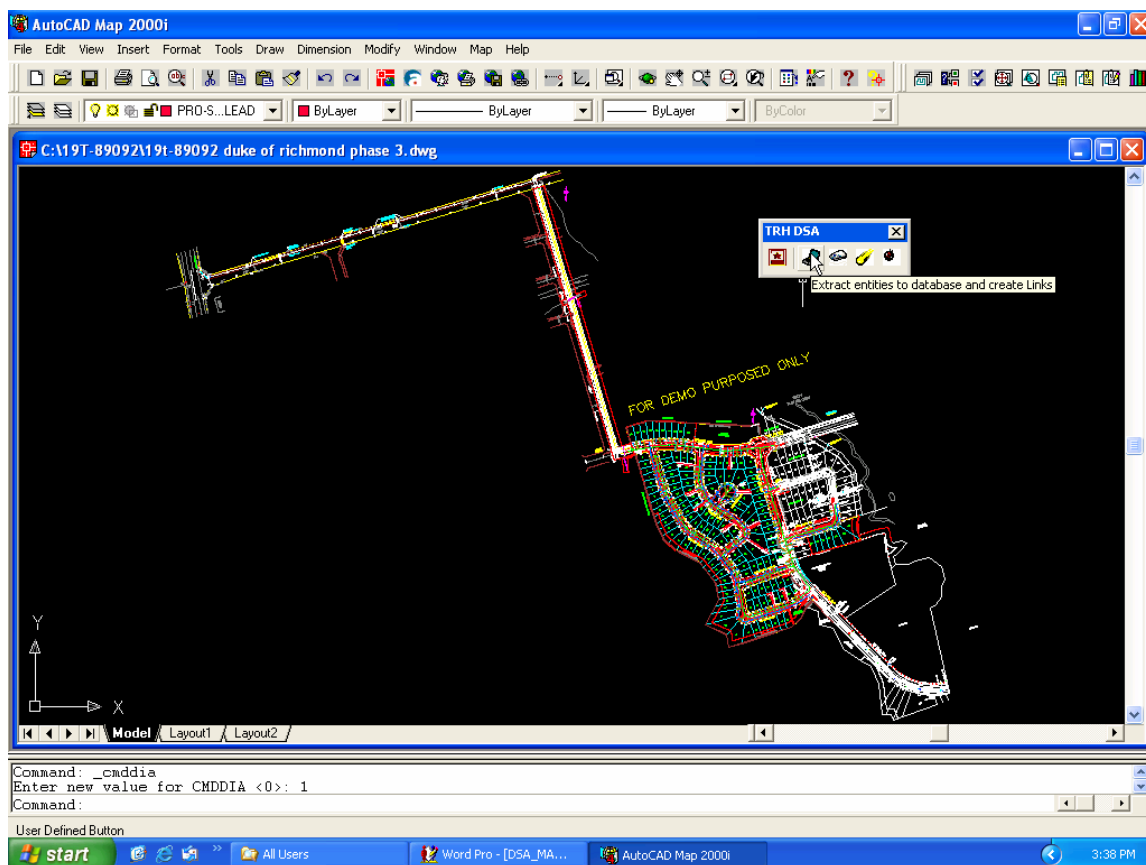 AutoCAD Map 2000i
File Edit View Insert Format Tools Draw Dimension Modify Window Map Help
PRO-S...LEAD ByLayer ByLayer ByLayer ByColor
C:\19T-89092\19t-89092 duke of richmond phase 3.dwg
TRH DSA
Extract entities to database and create Links
FOR DEMO PURPOSED ONLY
Y
X
Model Layout1 Layout2
Command: _cmddia
Enter new value for CMDDIA <0>: 1
Command:
User Defined Button
start All Users Word Pro - [DSA_MA... AutoCAD Map 2000i 3:38 PM